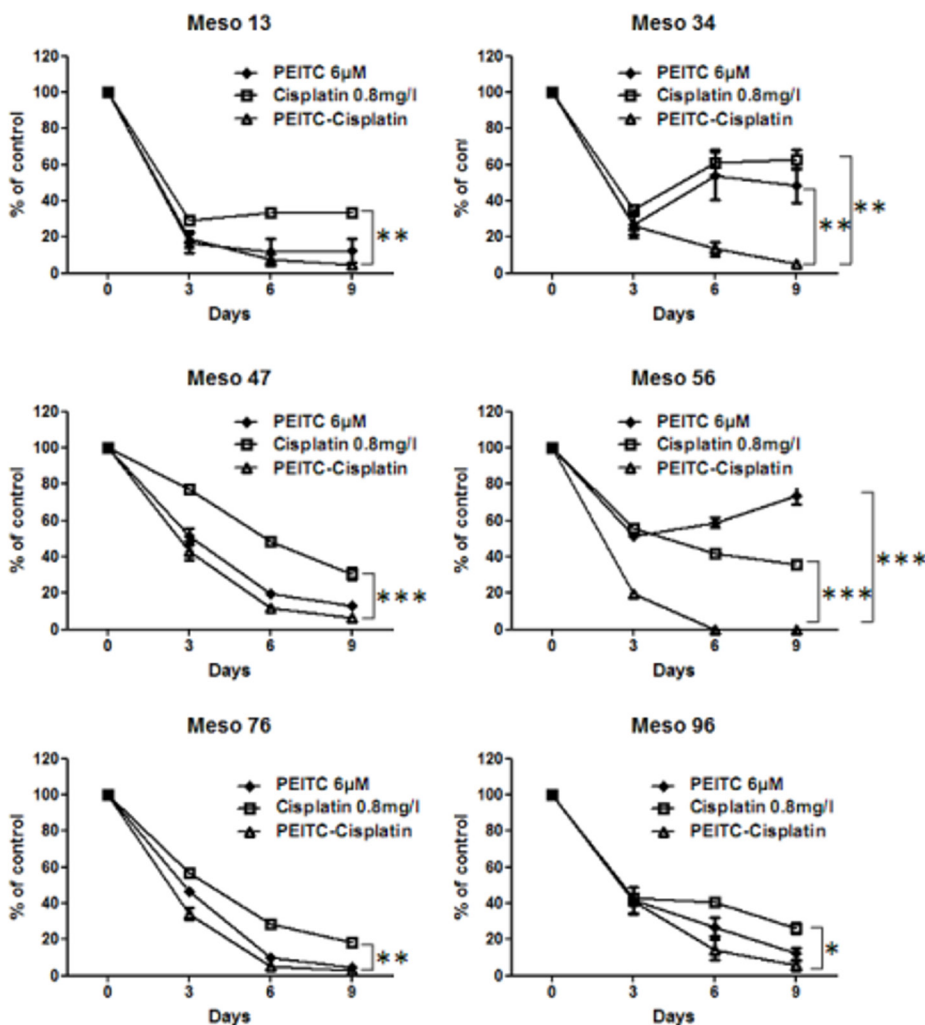 Meso 13
% of control
120
100
80
60
40
20
0
PEITC 6µM
Cisplatin 0.8mg/l
PEITC-Cisplatin
**
0 3 6 9
Days
Meso 34
% of con
120
100
80
60
40
20
0
PEITC 6µM
Cisplatin 0.8mg/l
PEITC-Cisplatin
**
**
0 3 6 9
Days
Meso 47
% of control
120
100
80
60
40
20
0
PEITC 6µM
Cisplatin 0.8mg/l
PEITC-Cisplatin
***
0 3 6 9
Days
Meso 56
% of control
120
100
80
60
40
20
0
PEITC 6µM
Cisplatin 0.8mg/l
PEITC-Cisplatin
***
***
0 3 6 9
Days
Meso 76
% of control
120
100
80
60
40
20
0
PEITC 6µM
Cisplatin 0.8mg/l
PEITC-Cisplatin
**
0 3 6 9
Days
Meso 96
% of control
120
100
80
60
40
20
0
PEITC 6µM
Cisplatin 0.8mg/l
PEITC-Cisplatin
*
0 3 6 9
Days